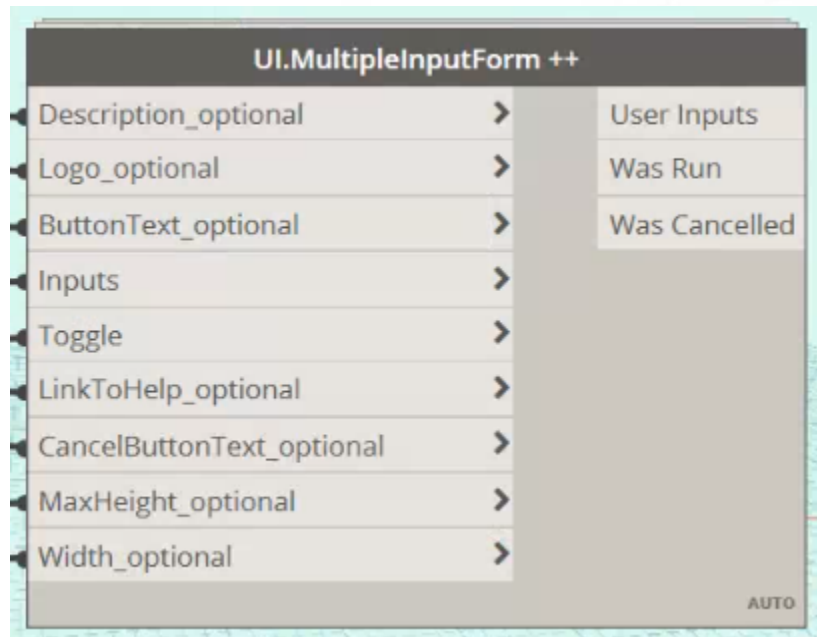 UI.MultipleInputForm ++
Description_optional
User Inputs
Logo_optional
Was Run
ButtonText_optional
Was Cancelled
Inputs
Toggle
LinkToHelp_optional
CancelButtonText_optional
MaxHeight_optional
Width_optional
AUTO